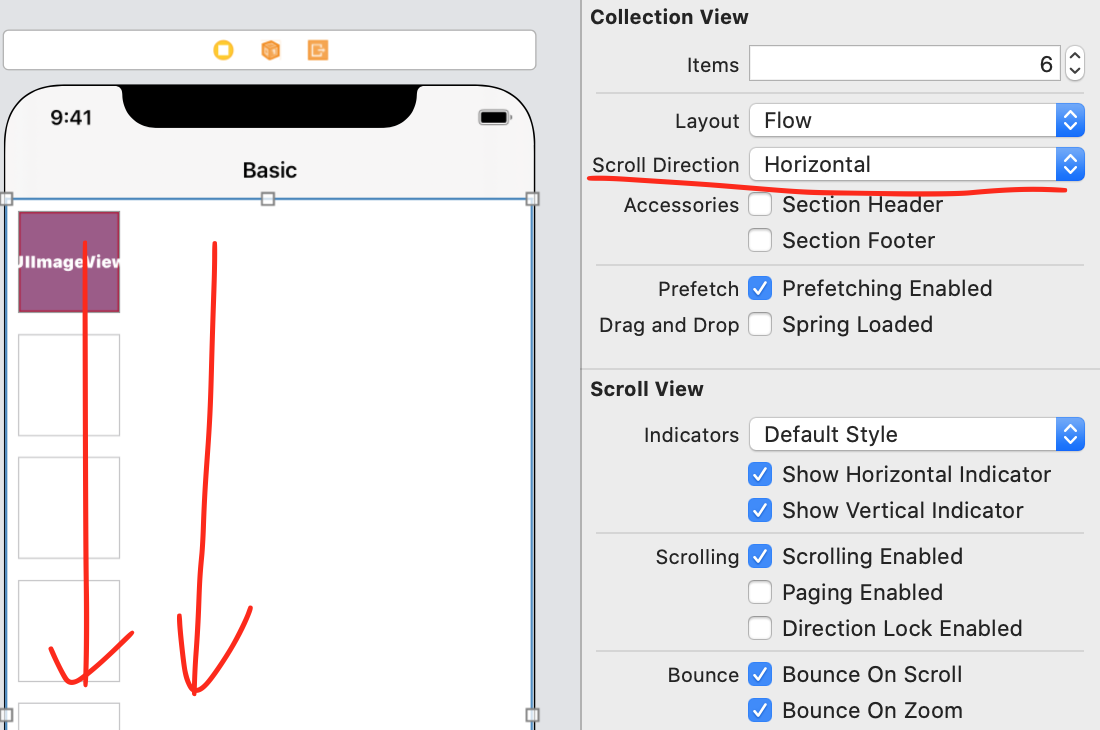 Collection View
Items 6
Layout Flow
Scroll Direction Horizontal
Accessories Section Header
Section Footer
Prefetch Prefetching Enabled
Drag and Drop Spring Loaded
Scroll View
Indicators Default Style
Show Horizontal Indicator
Show Vertical Indicator
Scrolling Scrolling Enabled
Paging Enabled
Direction Lock Enabled
Bounce Bounce On Scroll
Bounce On Zoom
9:41
Basic
UIImageView